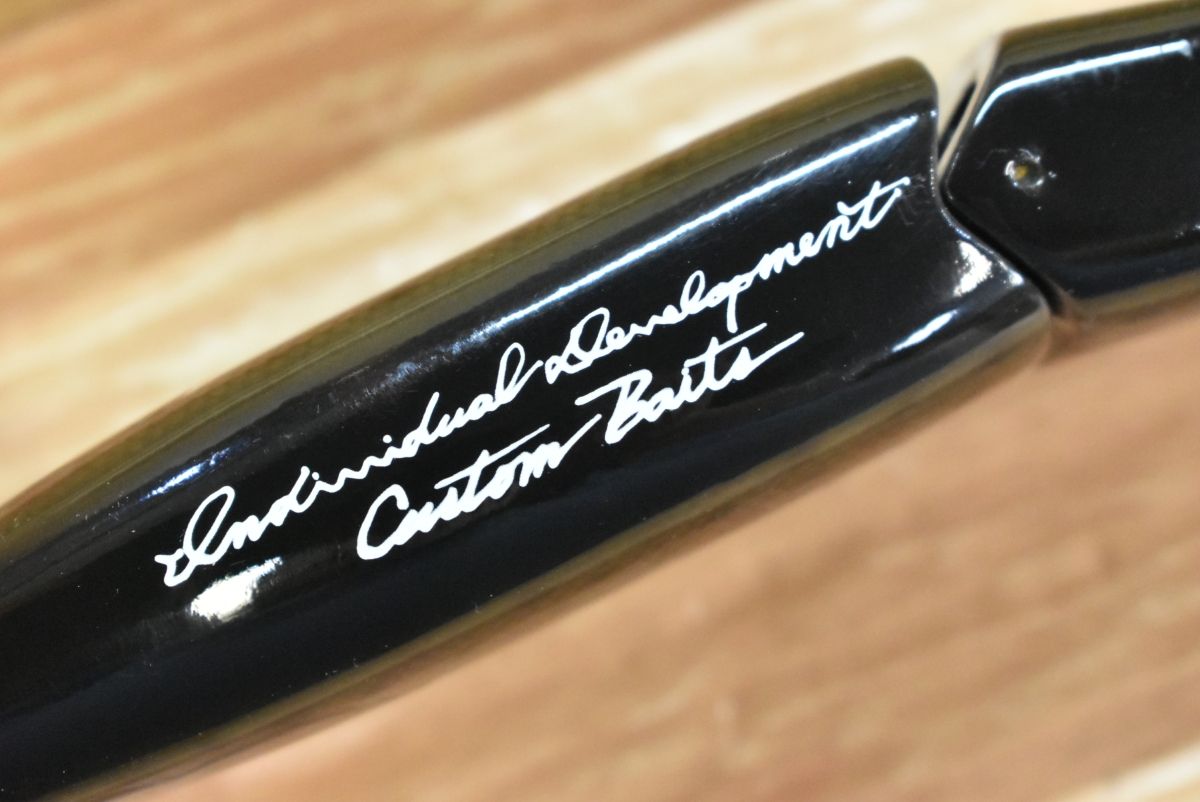 Individual Development
Custom Baits